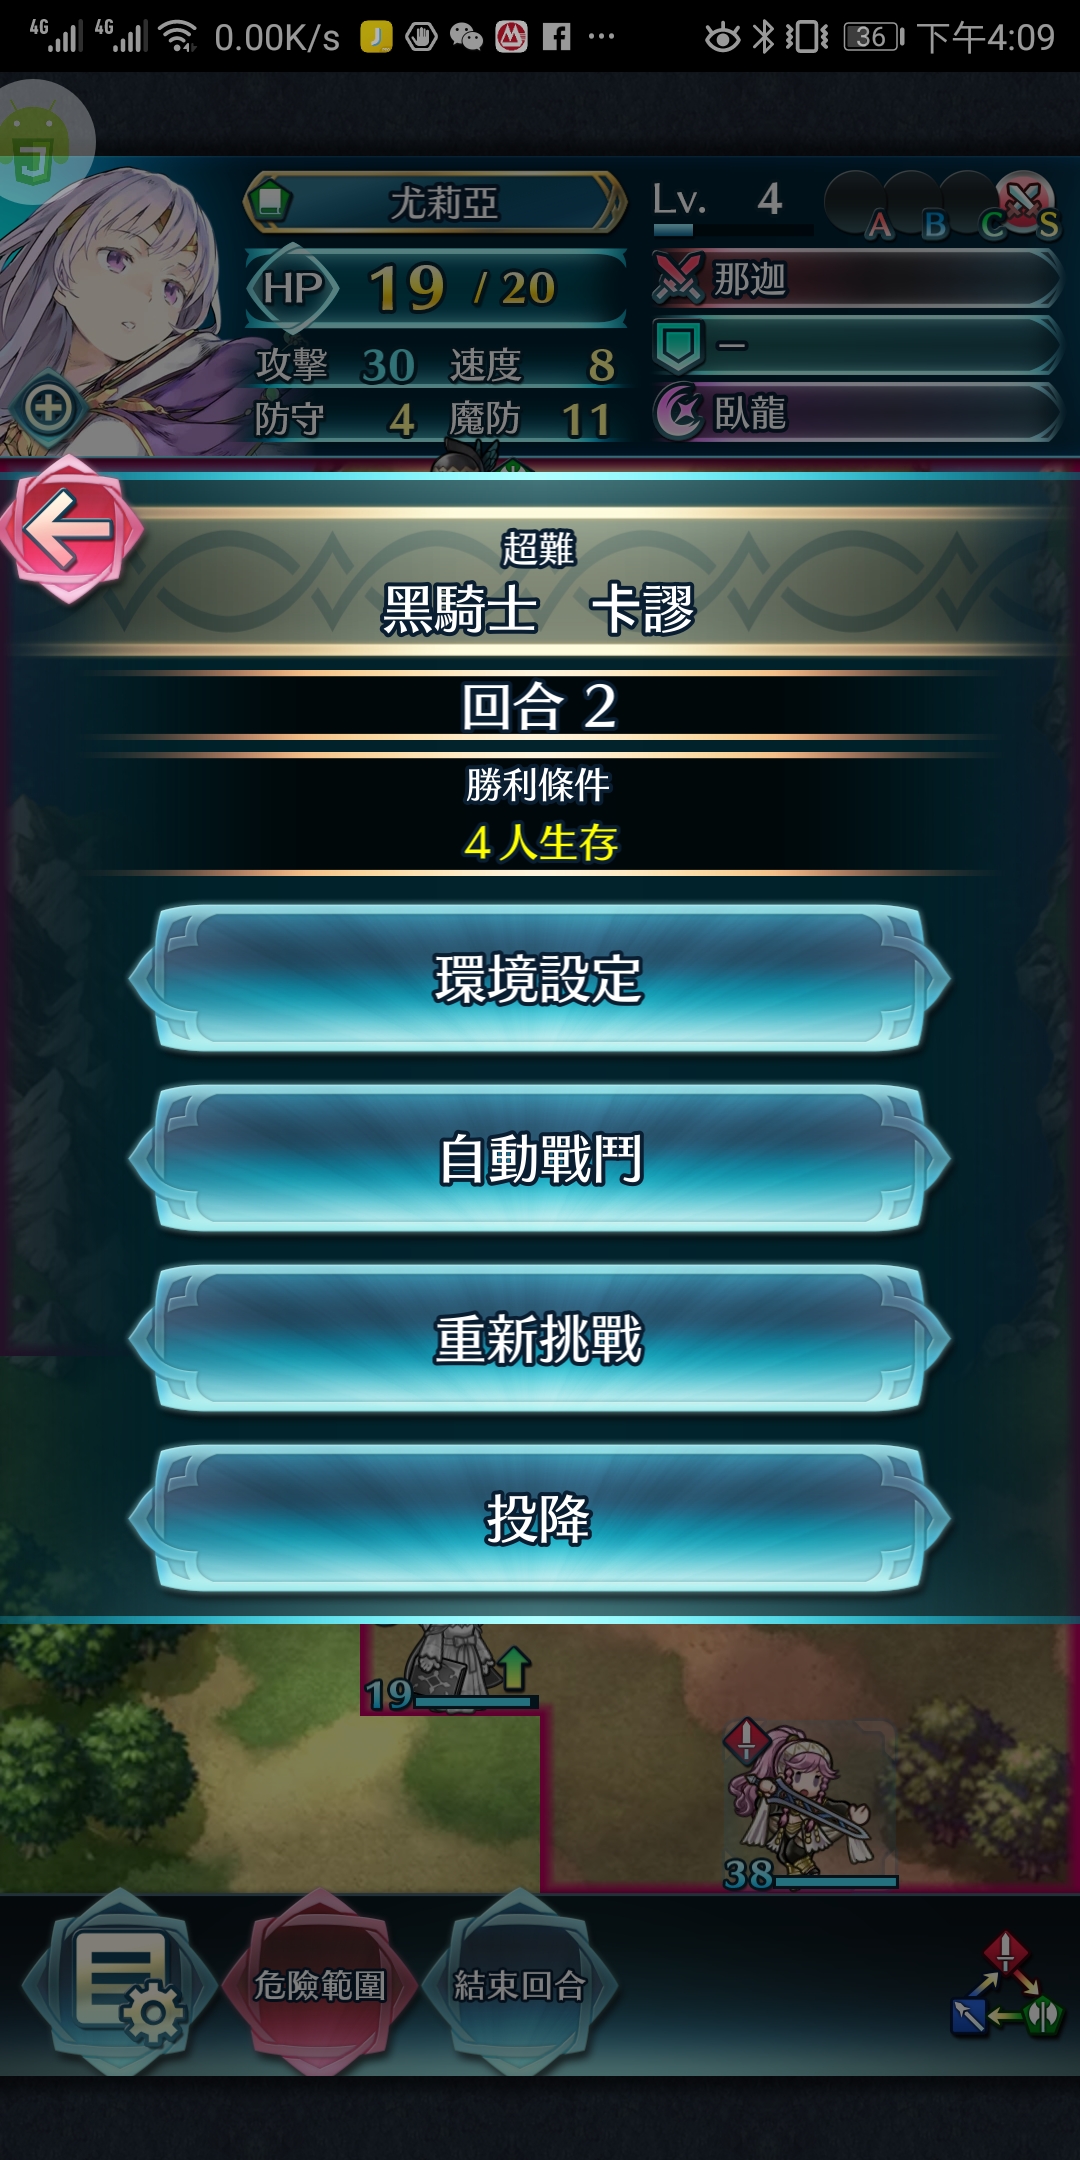 4G 4G 0.00K/s 36 下午4:09
尤莉亞 Lv. 4 A B C S
HP 19 / 20 那迦
攻擊 30 速度 8 —
防守 4 魔防 11 臥龍
超難
黑騎士 卡謬
回合 2
勝利條件
4人生存
環境設定
自動戰鬥
重新挑戰
投降
19
38
危險範圍 結束回合